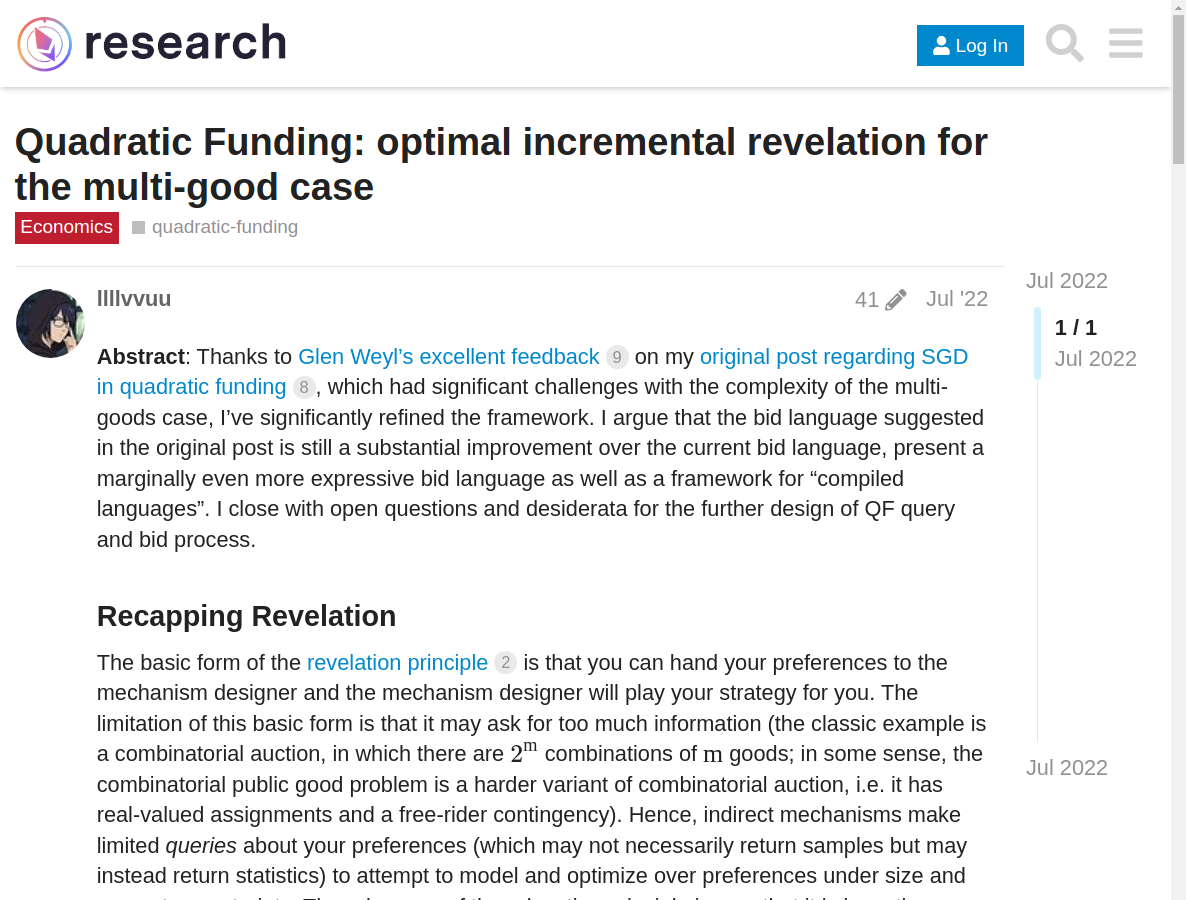 research
Log In
Quadratic Funding: optimal incremental revelation for
the multi-good case
Economics
quadratic-funding
Jul 2022
llllvvuu
41
Jul '22
1 / 1
Jul 2022
Abstract: Thanks to Glen Weyl’s excellent feedback 9 on my original post regarding SGD
in quadratic funding 8, which had significant challenges with the complexity of the multi-
goods case, I’ve significantly refined the framework. I argue that the bid language suggested
in the original post is still a substantial improvement over the current bid language, present a
marginally even more expressive bid language as well as a framework for “compiled
languages”. I close with open questions and desiderata for the further design of QF query
and bid process.
Recapping Revelation
The basic form of the revelation principle 2 is that you can hand your preferences to the
mechanism designer and the mechanism designer will play your strategy for you. The
limitation of this basic form is that it may ask for too much information (the classic example is
a combinatorial auction, in which there are 2^m combinations of m goods; in some sense, the
combinatorial public good problem is a harder variant of combinatorial auction, i.e. it has
real-valued assignments and a free-rider contingency). Hence, indirect mechanisms make
limited queries about your preferences (which may not necessarily return samples but may
instead return statistics) to attempt to model and optimize over preferences under size and
Jul 2022